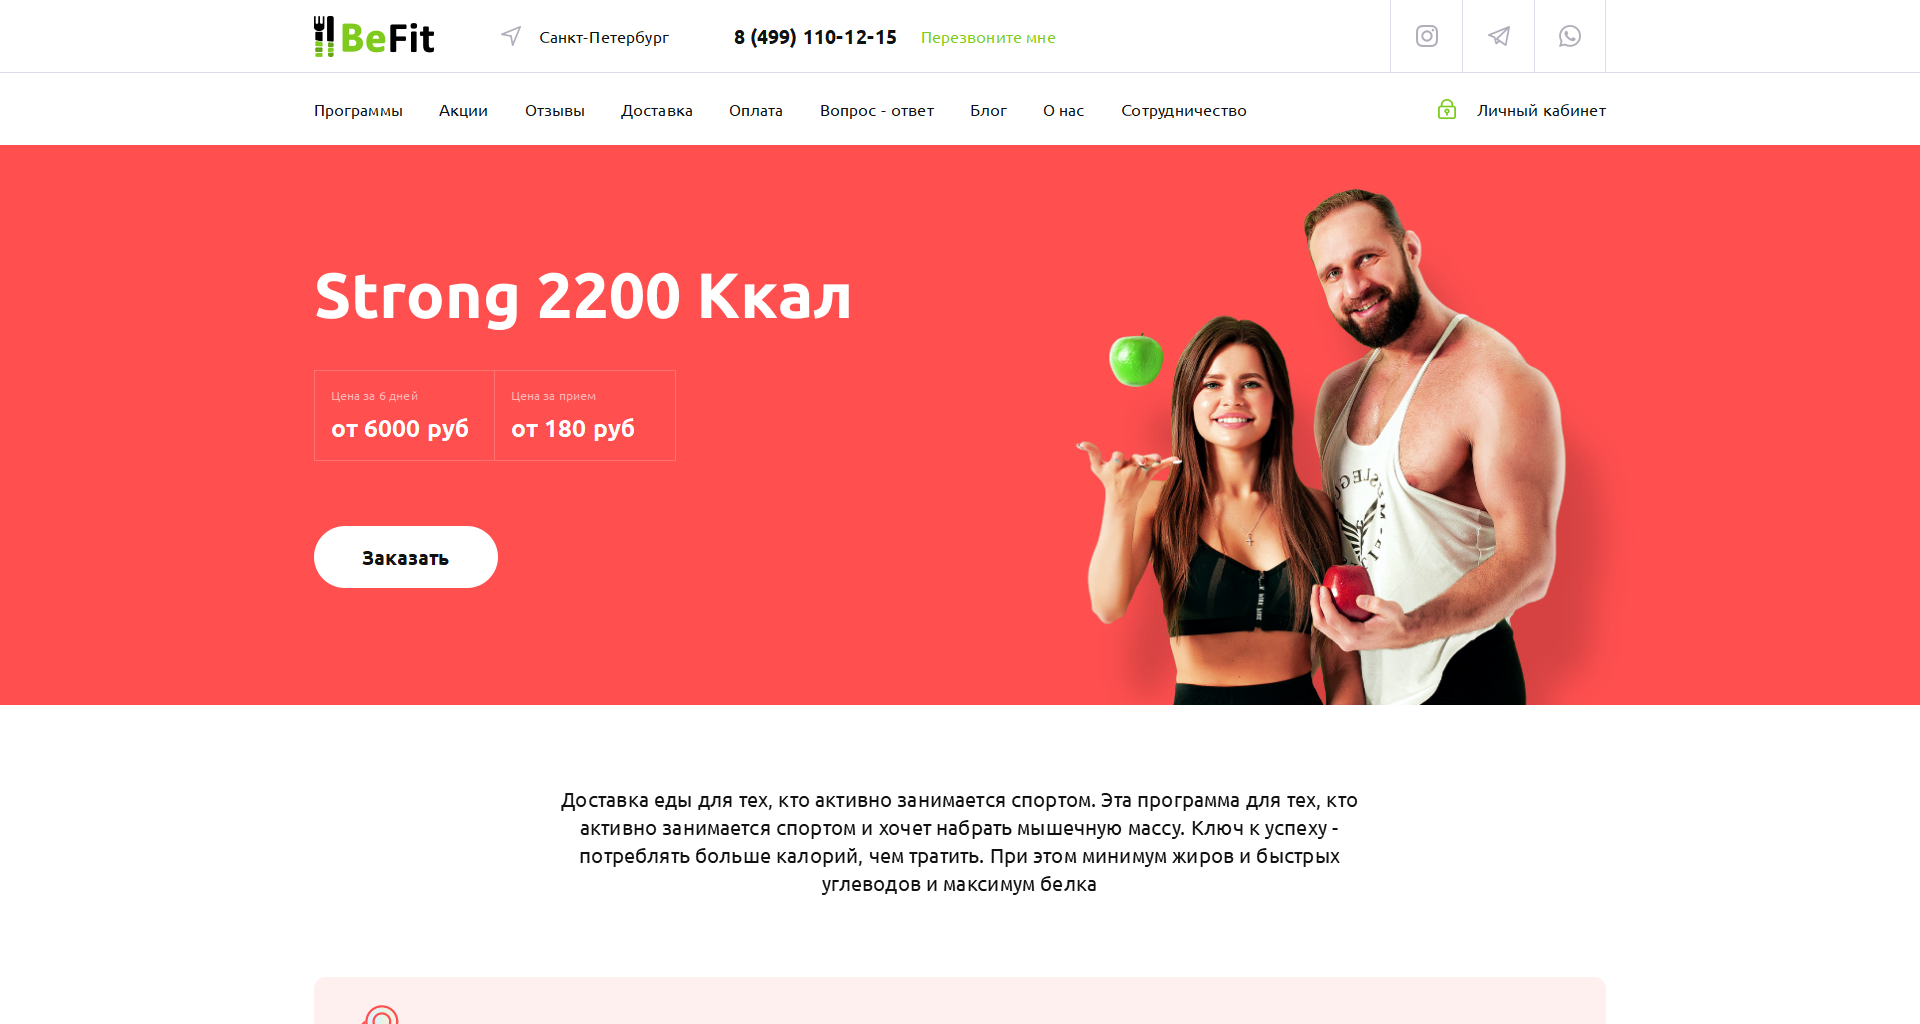 BeFit
Санкт-Петербург
8 (499) 110-12-15
Перезвоните мне
Программы
Акции
Отзывы
Доставка
Оплата
Вопрос - ответ
Блог
О нас
Сотрудничество
Личный кабинет
Strong 2200 Ккал
Цена за 6 дней
от 6000 руб
Цена за прием
от 180 руб
Заказать
Доставка еды для тех, кто активно занимается спортом. Эта программа для тех, кто
активно занимается спортом и хочет набрать мышечную массу. Ключ к успеху -
потреблять больше калорий, чем тратить. При этом минимум жиров и быстрых
углеводов и максимум белка